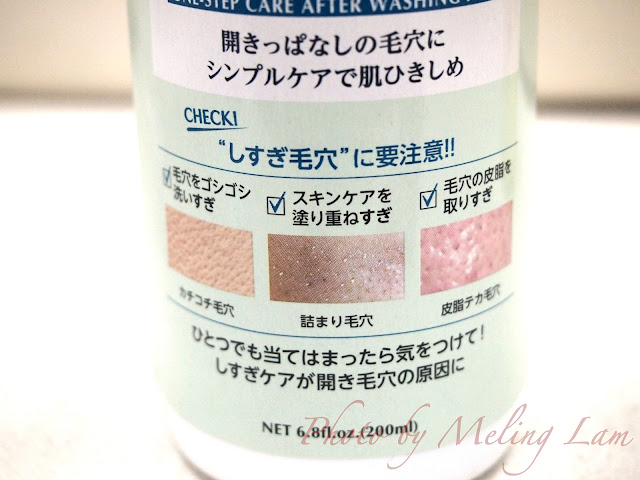 ONE-STEP CARE AFTER WASHING
開きっぱなしの毛穴に
シンプルケアで肌ひきしめ
CHECK!
“しすぎ毛穴”に要注意!!
毛穴をゴシゴシ
洗いすぎ
スキンケアを
塗り重ねすぎ
毛穴の皮脂を
取りすぎ
カチコチ毛穴
詰まり毛穴
皮脂テカ毛穴
ひとつでも当てはまったら気をつけて!
しすぎケアが開き毛穴の原因に
NET 6.8fl.oz.(200ml)
Photo by Meling Lam